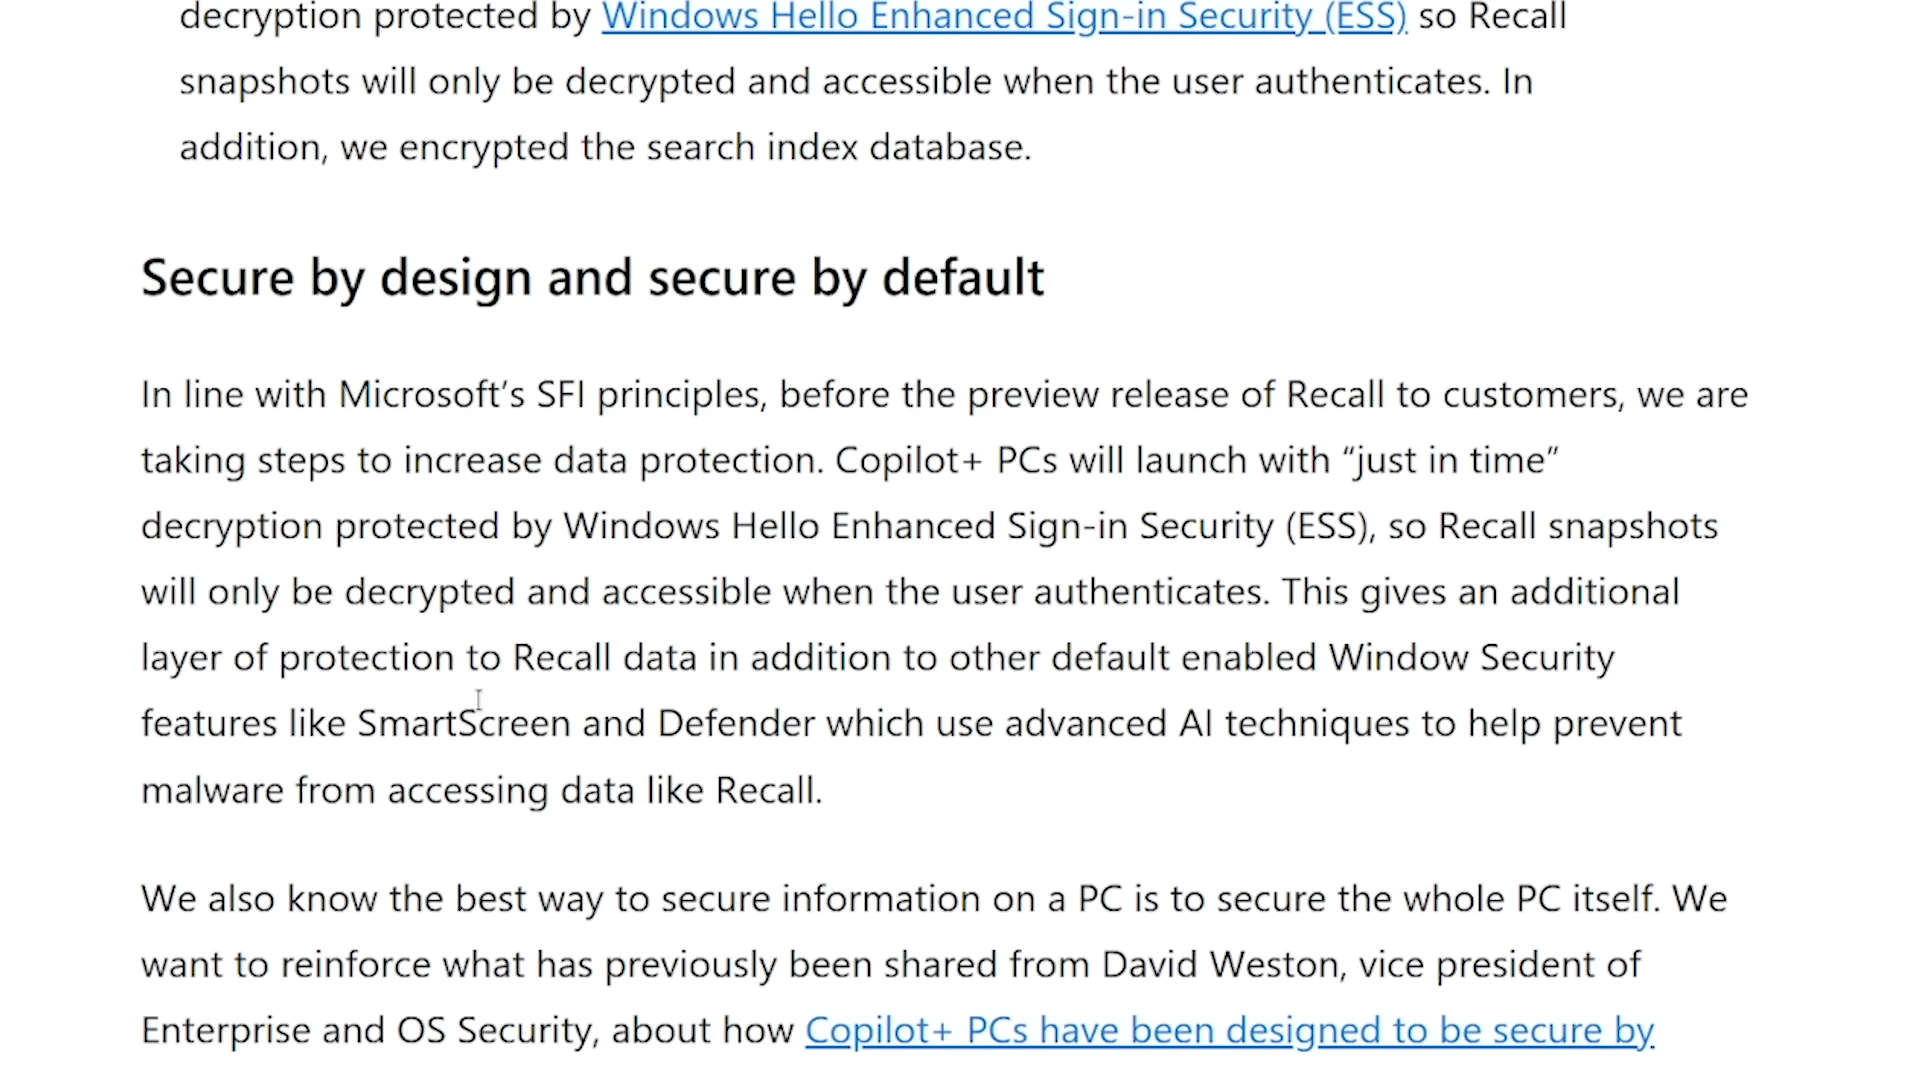 decryption protected by Windows Hello Enhanced Sign-in Security (ESS) so Recall
snapshots will only be decrypted and accessible when the user authenticates. In
addition, we encrypted the search index database.
Secure by design and secure by default
In line with Microsoft’s SFI principles, before the preview release of Recall to customers, we are
taking steps to increase data protection. Copilot+ PCs will launch with “just in time”
decryption protected by Windows Hello Enhanced Sign-in Security (ESS), so Recall snapshots
will only be decrypted and accessible when the user authenticates. This gives an additional
layer of protection to Recall data in addition to other default enabled Window Security
features like SmartScreen and Defender which use advanced AI techniques to help prevent
malware from accessing data like Recall.
We also know the best way to secure information on a PC is to secure the whole PC itself. We
want to reinforce what has previously been shared from David Weston, vice president of
Enterprise and OS Security, about how Copilot+ PCs have been designed to be secure by